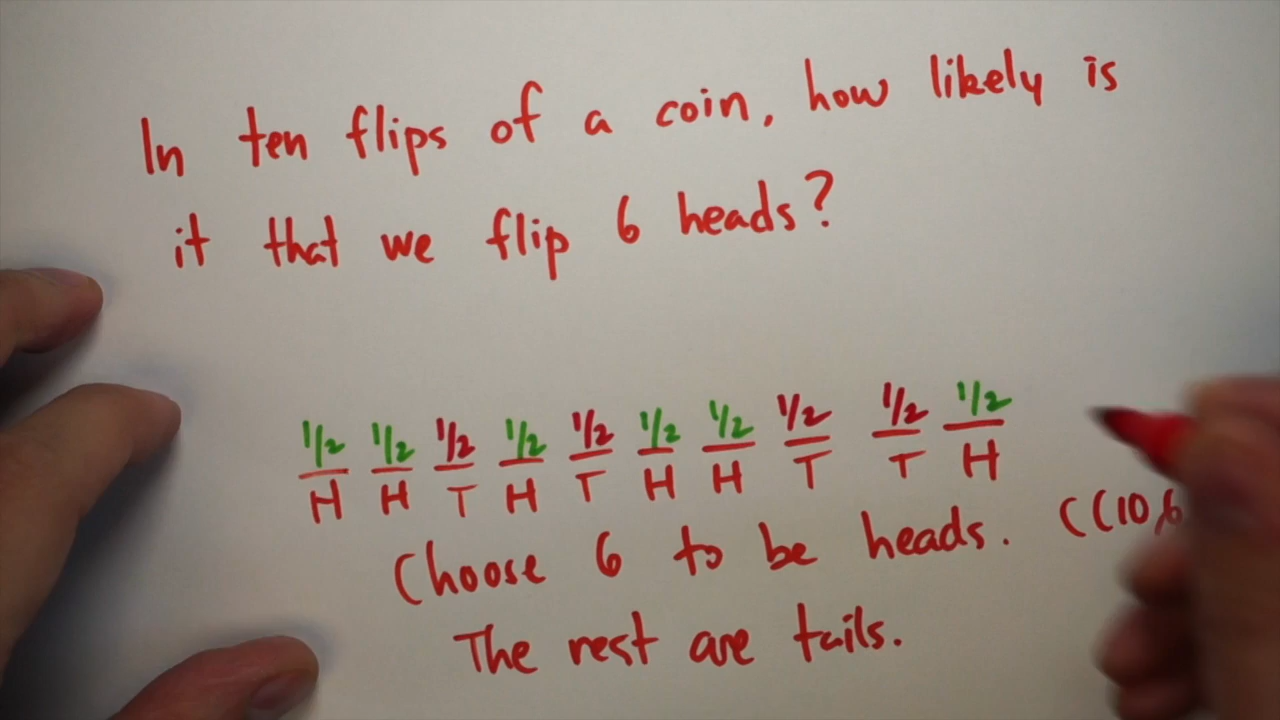 In ten flips of a coin, how likely is
it that we flip 6 heads?
1/2 1/2 1/2 1/2 1/2 1/2 1/2 1/2 1/2 1/2
H H T H T H H T T H
Choose 6 to be heads. C(10,6
The rest are tails.